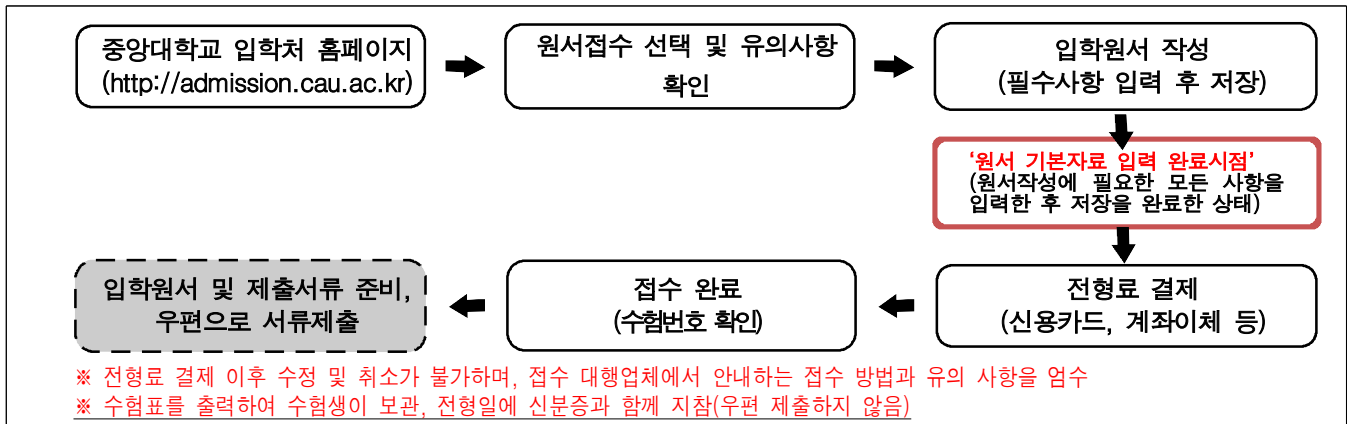 중앙대학교 입학처 홈페이지
(http://admission.cau.ac.kr)
원서접수 선택 및 유의사항
확인
입학원서 작성
(필수사항 입력 후 저장)
‘원서 기본자료 입력 완료시점’
(원서작성에 필요한 모든 사항을
입력한 후 저장을 완료한 상태)
전형료 결제
(신용카드, 계좌이체 등)
접수 완료
(수험번호 확인)
입학원서 및 제출서류 준비,
우편으로 서류제출
※ 전형료 결제 이후 수정 및 취소가 불가하며, 접수 대행업체에서 안내하는 접수 방법과 유의 사항을 엄수
※ 수험표를 출력하여 수험생이 보관, 전형일에 신분증과 함께 지참(우편 제출하지 않음)